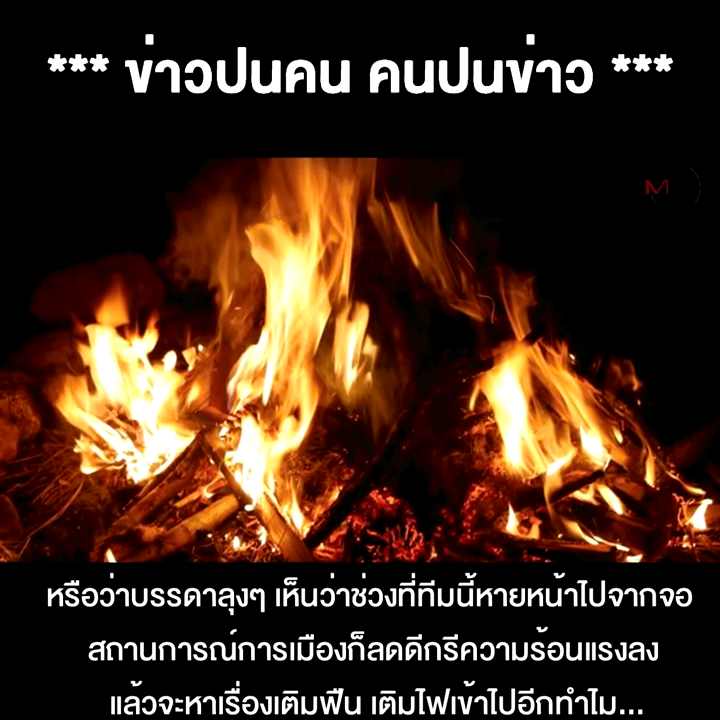 *** ข่าวปนคน คนปนข่าว ***
M
หรือว่าบรรดาลุงๆ เห็นว่าช่วงที่ทีมนี้หายหน้าไปจากจอ
สถานการณ์การเมืองก็ลดดีกรีความร้อนแรงลง
แล้วจะหาเรื่องเติมฟืน เติมไฟเข้าไปอีกทำไม...